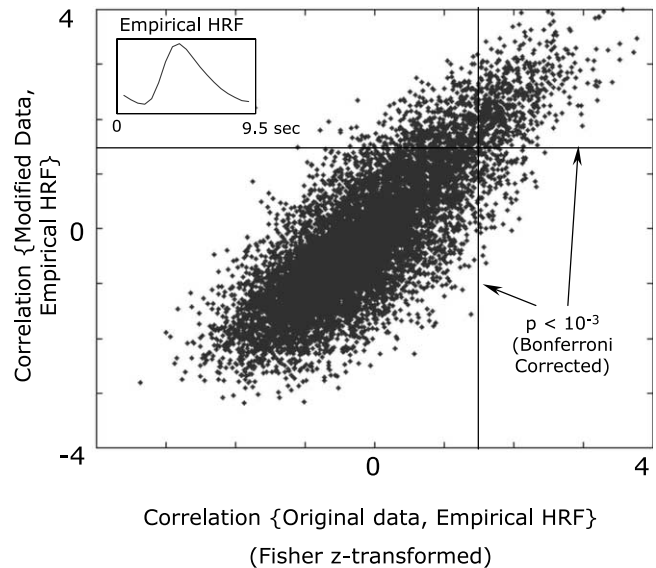 4
Empirical HRF
0
9.5 sec
Correlation {Modified Data,
Empirical HRF}
0
p < 10⁻³
(Bonferroni
Corrected)
-4
0
4
Correlation {Original data, Empirical HRF}
(Fisher z-transformed)